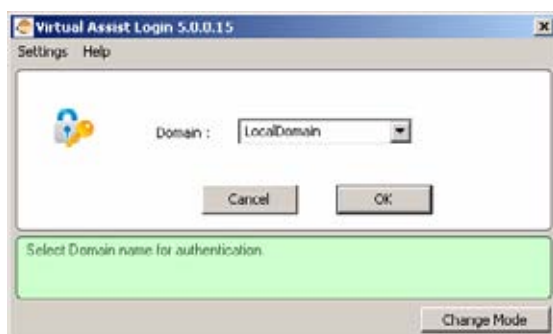 Virtual Assist Login 5.0.0.15
Settings Help
Domain : LocalDomain
Cancel OK
Select Domain name for authentication.
Change Mode